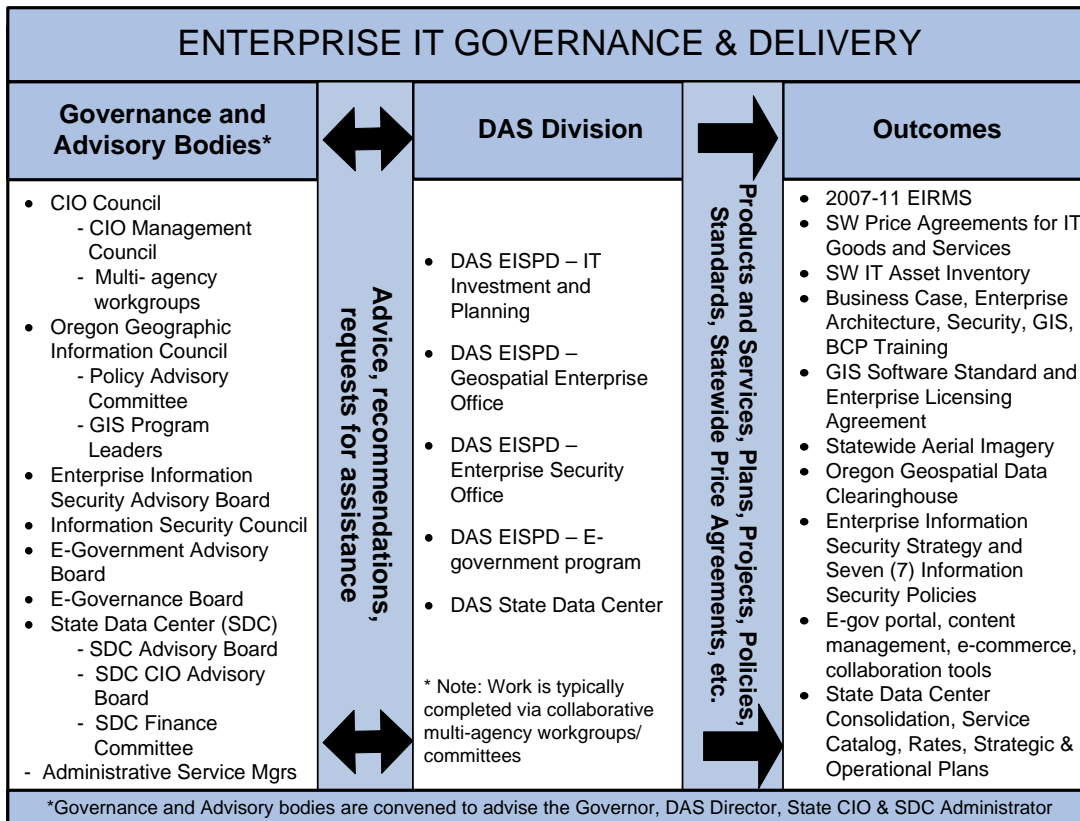 ENTERPRISE IT GOVERNANCE & DELIVERY
Governance and
Advisory Bodies*
• CIO Council
- CIO Management
Council
- Multi- agency
workgroups
• Oregon Geographic
Information Council
- Policy Advisory
Committee
- GIS Program
Leaders
• Enterprise Information
Security Advisory Board
• Information Security Council
• E-Government Advisory
Board
• E-Governance Board
• State Data Center (SDC)
- SDC Advisory Board
- SDC CIO Advisory
Board
- SDC Finance
Committee
- Administrative Service Mgrs
Advice, recommendations,
requests for assistance
DAS Division
• DAS EISPD – IT
Investment and
Planning
• DAS EISPD –
Geospatial Enterprise
Office
• DAS EISPD –
Enterprise Security
Office
• DAS EISPD – E-
government program
• DAS State Data Center
* Note: Work is typically
completed via collaborative
multi-agency workgroups/
committees
Products and Services, Plans, Projects, Policies,
Standards, Statewide Price Agreements, etc.
Outcomes
• 2007-11 EIRMS
• SW Price Agreements for IT
Goods and Services
• SW IT Asset Inventory
• Business Case, Enterprise
Architecture, Security, GIS,
BCP Training
• GIS Software Standard and
Enterprise Licensing
Agreement
• Statewide Aerial Imagery
• Oregon Geospatial Data
Clearinghouse
• Enterprise Information
Security Strategy and
Seven (7) Information
Security Policies
• E-gov portal, content
management, e-commerce,
collaboration tools
• State Data Center
Consolidation, Service
Catalog, Rates, Strategic &
Operational Plans
*Governance and Advisory bodies are convened to advise the Governor, DAS Director, State CIO & SDC Administrator